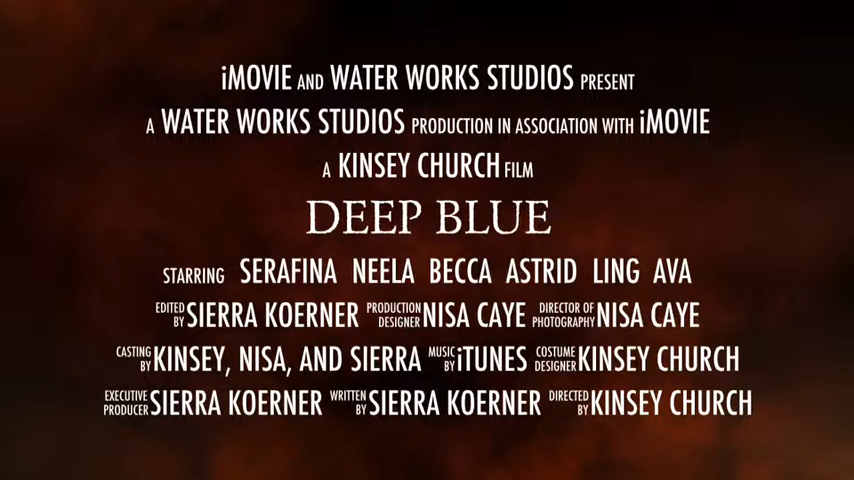 iMOVIE AND WATER WORKS STUDIOS PRESENT
A WATER WORKS STUDIOS PRODUCTION IN ASSOCIATION WITH iMOVIE
A KINSEY CHURCH FILM
DEEP BLUE
STARRING SERAFINA NEELA BECCA ASTRID LING AVA
EDITED BY SIERRA KOERNER PRODUCTION DESIGNER NISA CAYE DIRECTOR OF PHOTOGRAPHY NISA CAYE
CASTING BY KINSEY, NISA, AND SIERRA MUSIC BY iTUNES COSTUME DESIGNER KINSEY CHURCH
EXECUTIVE PRODUCER SIERRA KOERNER WRITTEN BY SIERRA KOERNER DIRECTED BY KINSEY CHURCH